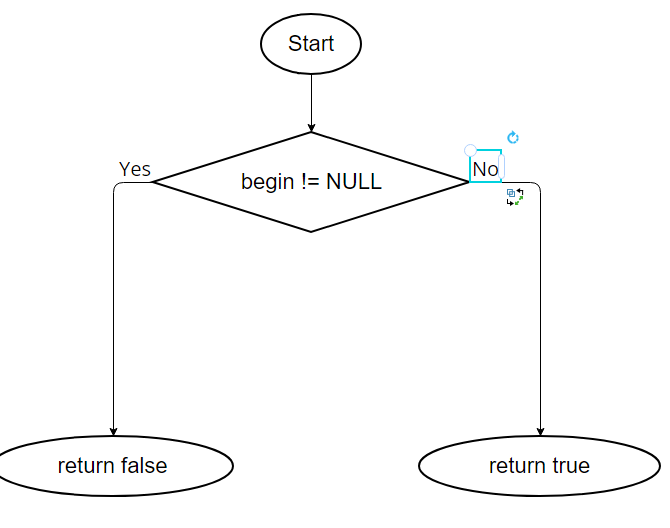 Start
Yes
begin != NULL
No
return false
return true